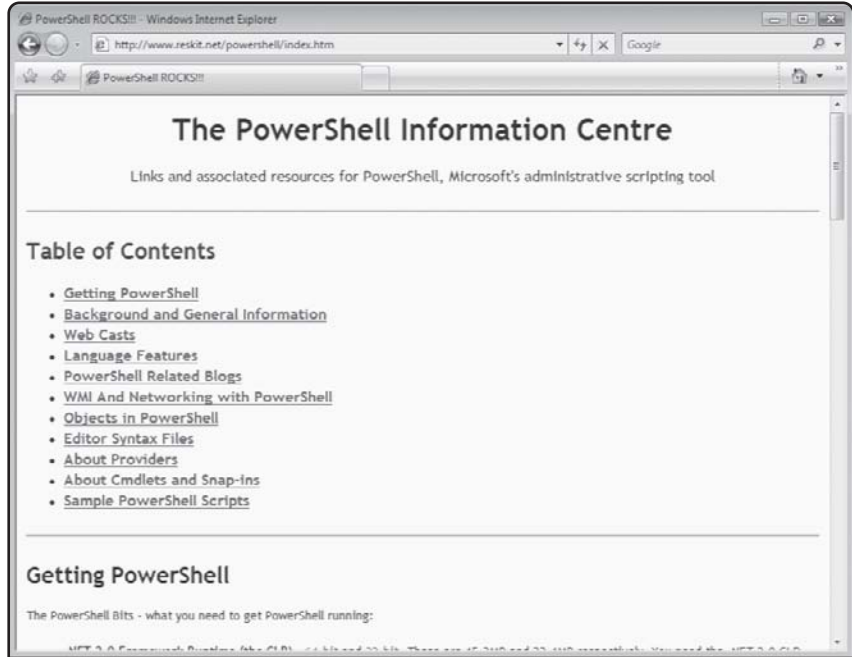 PowerShell ROCKS!!! - Windows Internet Explorer
http://www.reskit.net/powershell/index.htm
Google
PowerShell ROCKS!!!
The PowerShell Information Centre
Links and associated resources for PowerShell, Microsoft's administrative scripting tool
Table of Contents
Getting PowerShell
Background and General Information
Web Casts
Language Features
PowerShell Related Blogs
WMI And Networking with PowerShell
Objects in PowerShell
Editor Syntax Files
About Providers
About Cmdlets and Snap-ins
Sample PowerShell Scripts
Getting PowerShell
The PowerShell Bits - what you need to get PowerShell running: